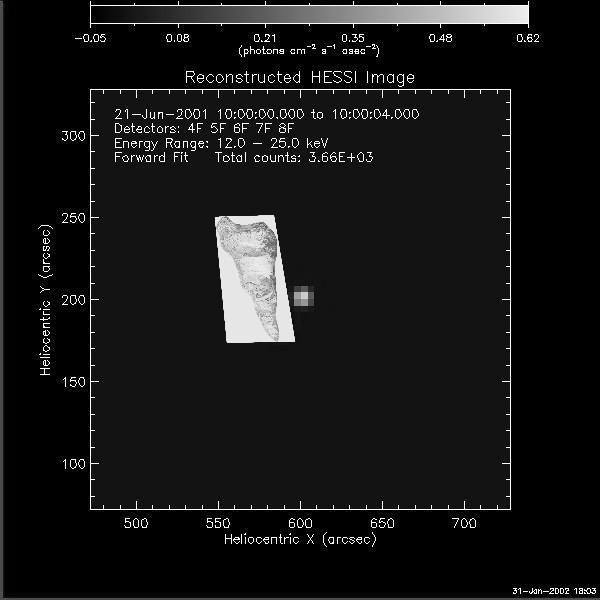 −0.05 0.08 0.21 0.35 0.48 0.62
(photons cm⁻² s⁻¹ asec⁻²)
Reconstructed HESSI Image
21−Jun−2001 10:00:00.000 to 10:00:04.000
Detectors: 4F 5F 6F 7F 8F
Energy Range: 12.0 − 25.0 keV
Forward Fit Total counts: 3.66E+03
300
250
200
150
100
Heliocentric Y (arcsec)
500 550 600 650 700
Heliocentric X (arcsec)
31−Jan−2002 18:03